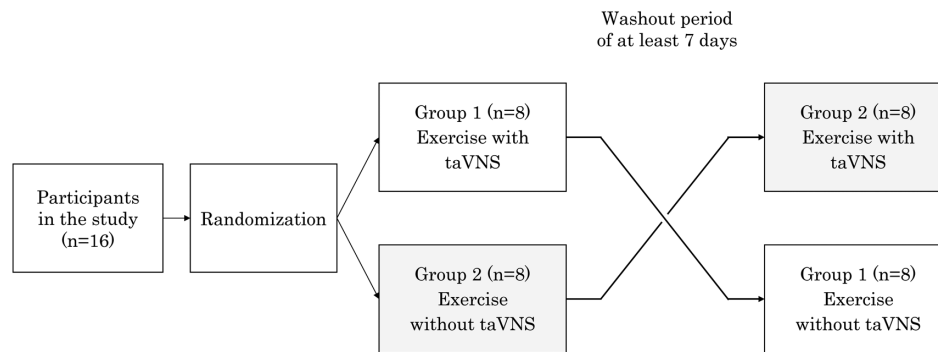 Washout period
of at least 7 days
Participants
in the study
(n=16)
Randomization
Group 1 (n=8)
Exercise with
taVNS
Group 2 (n=8)
Exercise
without taVNS
Group 2 (n=8)
Exercise with
taVNS
Group 1 (n=8)
Exercise
without taVNS